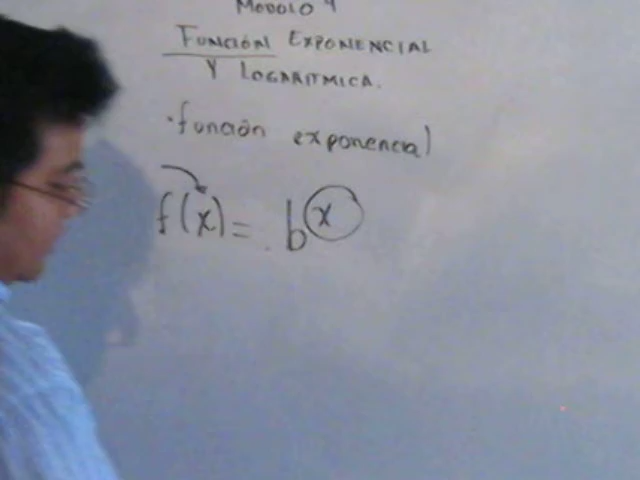 MODULO 4
FUNCIÓN EXPONENCIAL
Y LOGARITMICA.
·función exponencial
f(x) = b^x